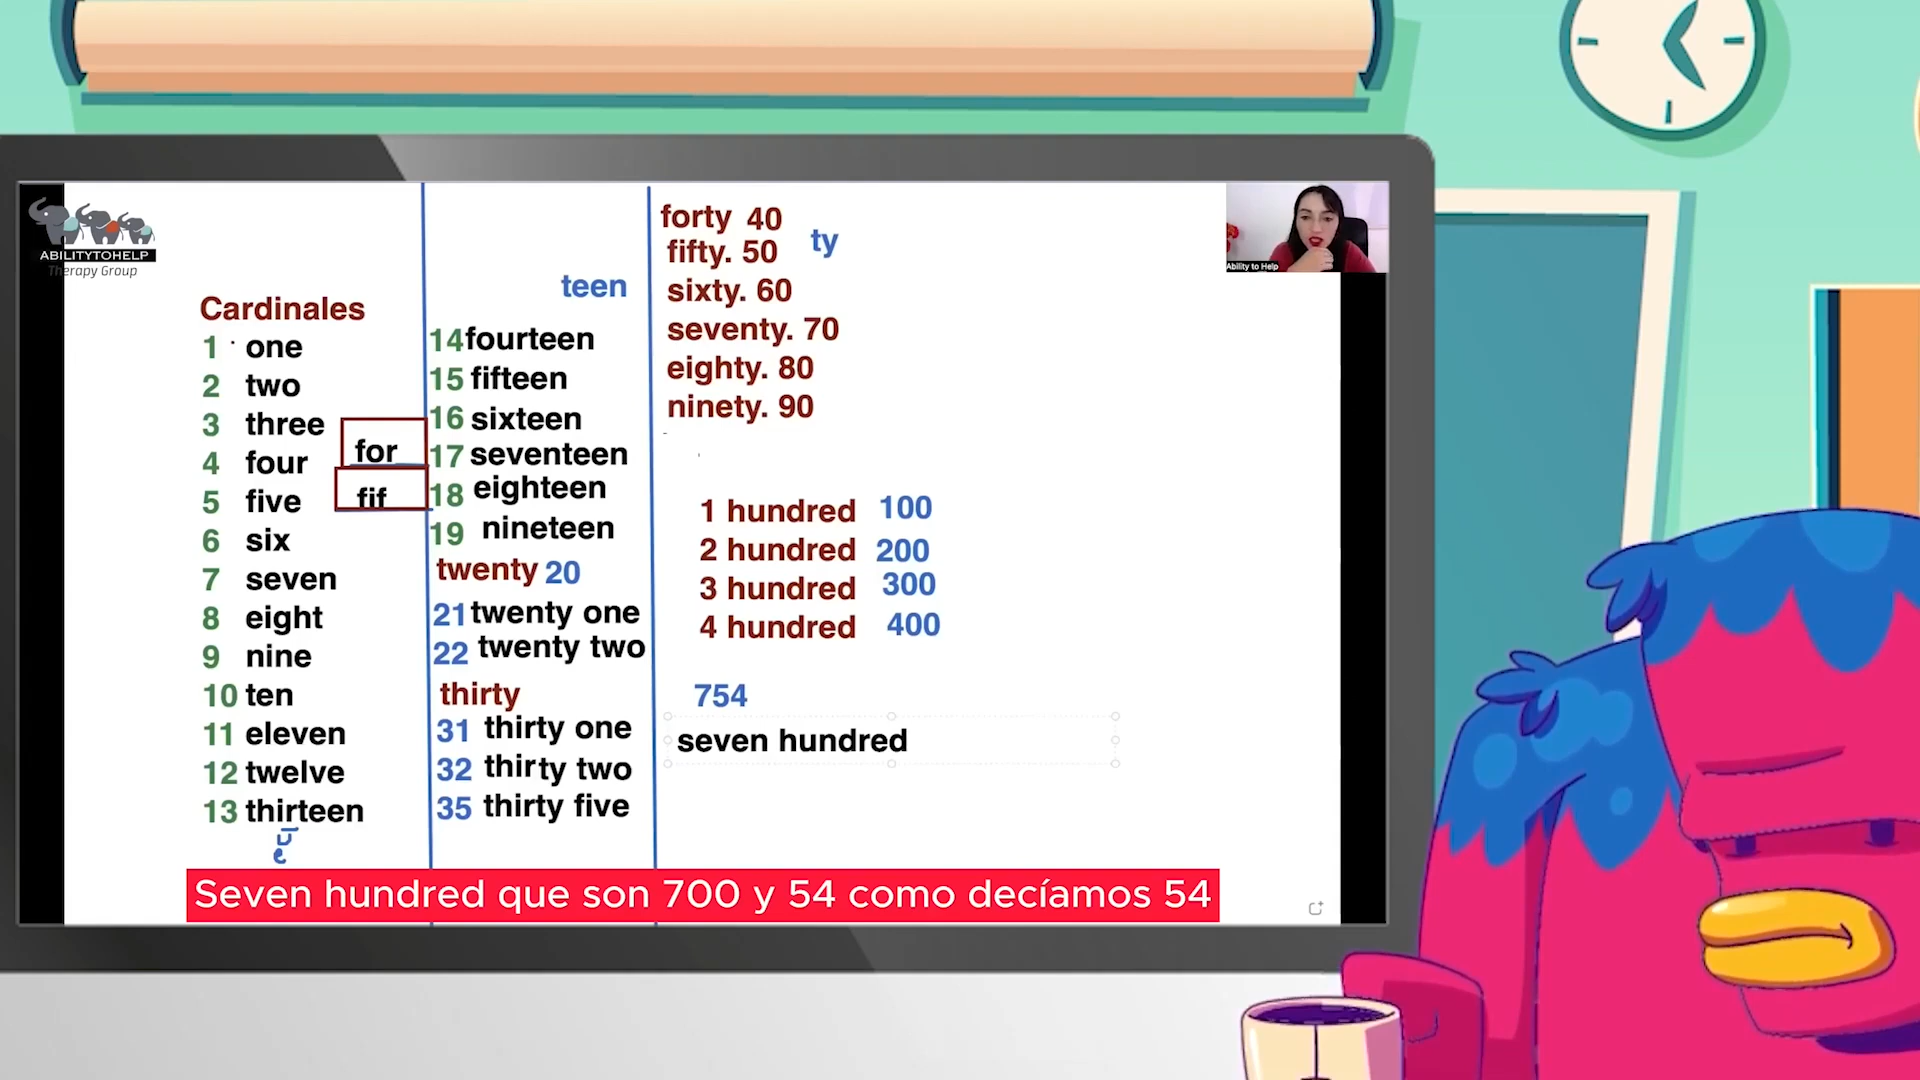 ABILITYTOHELP
Therapy Group
Cardinales
1 one
2 two
3 three
4 four
5 five
6 six
7 seven
8 eight
9 nine
10 ten
11 eleven
12 twelve
13 thirteen
for
fif
teen
14 fourteen
15 fifteen
16 sixteen
17 seventeen
18 eighteen
19 nineteen
twenty 20
21 twenty one
22 twenty two
thirty
31 thirty one
32 thirty two
35 thirty five
forty 40
fifty. 50
ty
sixty. 60
seventy. 70
eighty. 80
ninety. 90
1 hundred 100
2 hundred 200
3 hundred 300
4 hundred 400
754
seven hundred
Ability to Help
Seven hundred que son 700 y 54 como decíamos 54